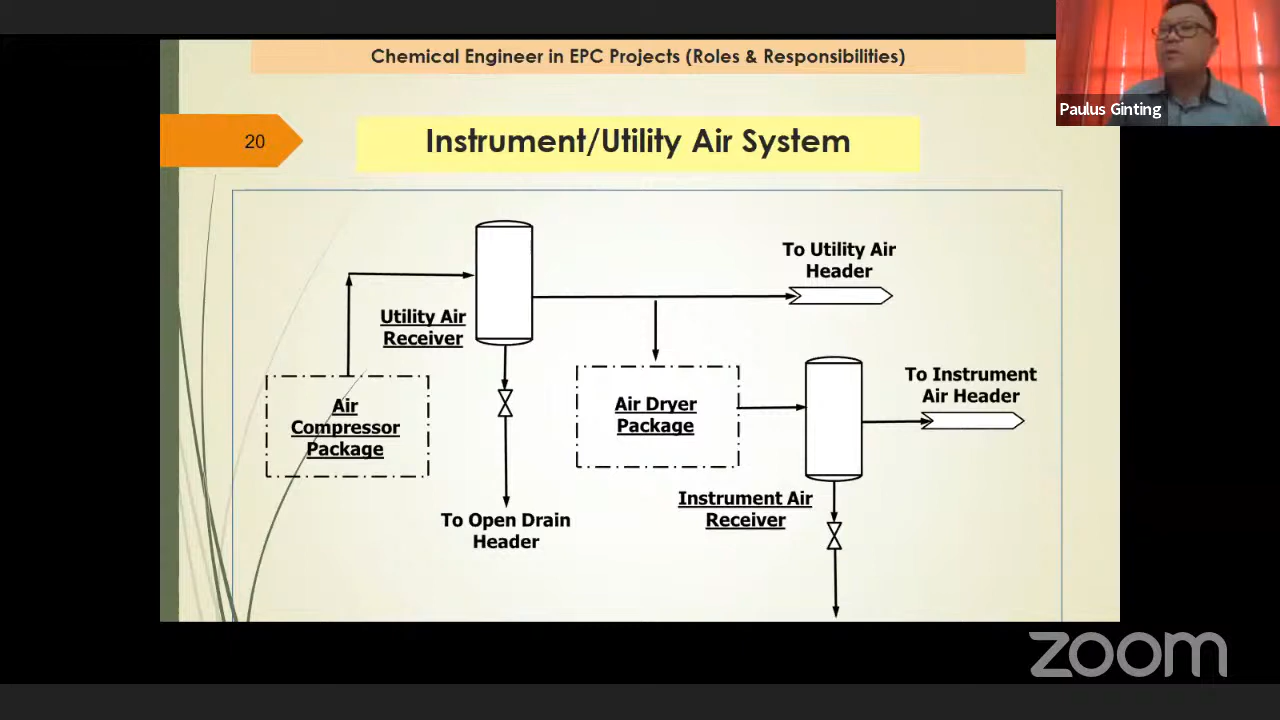 Chemical Engineer in EPC Projects (Roles & Responsibilities)
Paulus Ginting
20
Instrument/Utility Air System
To Utility Air
Header
Utility Air
Receiver
To Instrument
Air Header
Air
Compressor
Package
Air Dryer
Package
Instrument Air
Receiver
To Open Drain
Header
zoom